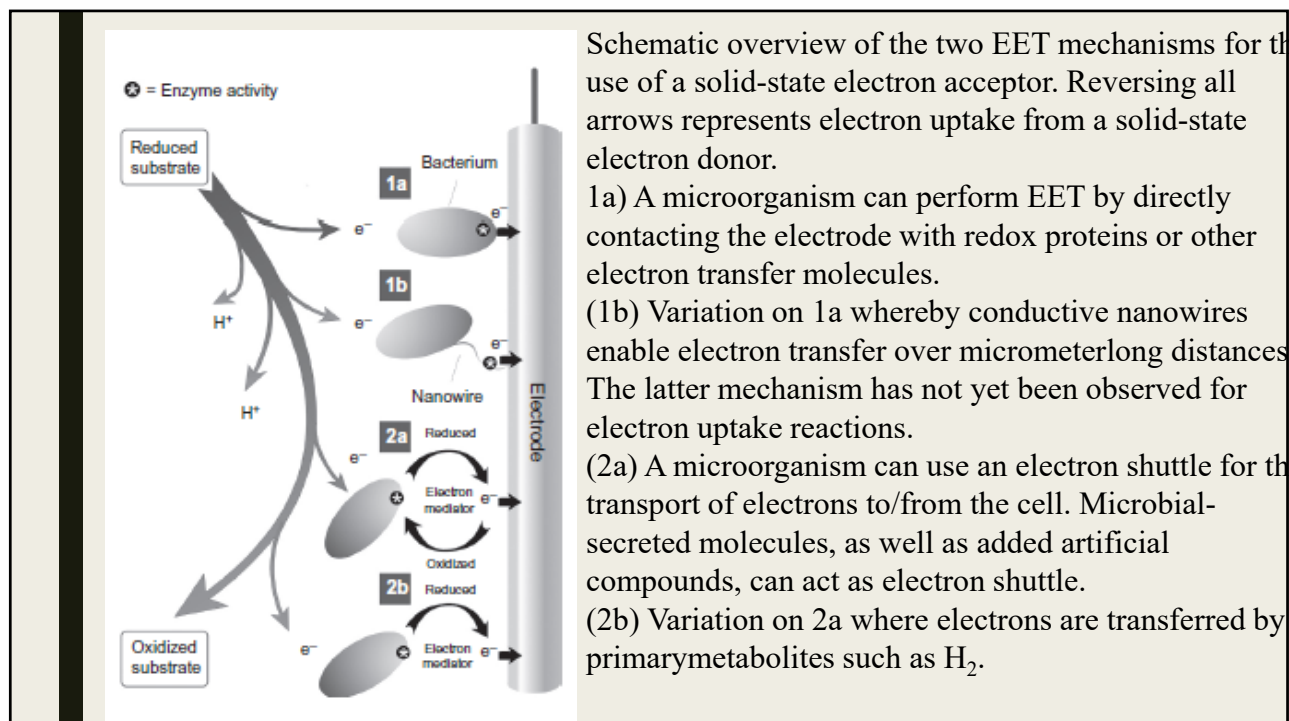 ✪ = Enzyme activity
Reduced
substrate
Bacterium
1a
e⁻
e⁻
1b
H⁺
e⁻
e⁻
Nanowire
H⁺
Electrode
2a
Reduced
e⁻
Electron
mediator
e⁻
Oxidized
2b
Reduced
Oxidized
substrate
e⁻
Electron
mediator
e⁻
Schematic overview of the two EET mechanisms for
use of a solid-state electron acceptor. Reversing all
arrows represents electron uptake from a solid-state
electron donor.
1a) A microorganism can perform EET by directly
contacting the electrode with redox proteins or other
electron transfer molecules.
(1b) Variation on 1a whereby conductive nanowires
enable electron transfer over micrometerlong distances
The latter mechanism has not yet been observed for
electron uptake reactions.
(2a) A microorganism can use an electron shuttle for
transport of electrons to/from the cell. Microbial-
secreted molecules, as well as added artificial
compounds, can act as electron shuttle.
(2b) Variation on 2a where electrons are transferred by
primarymetabolites such as H₂.